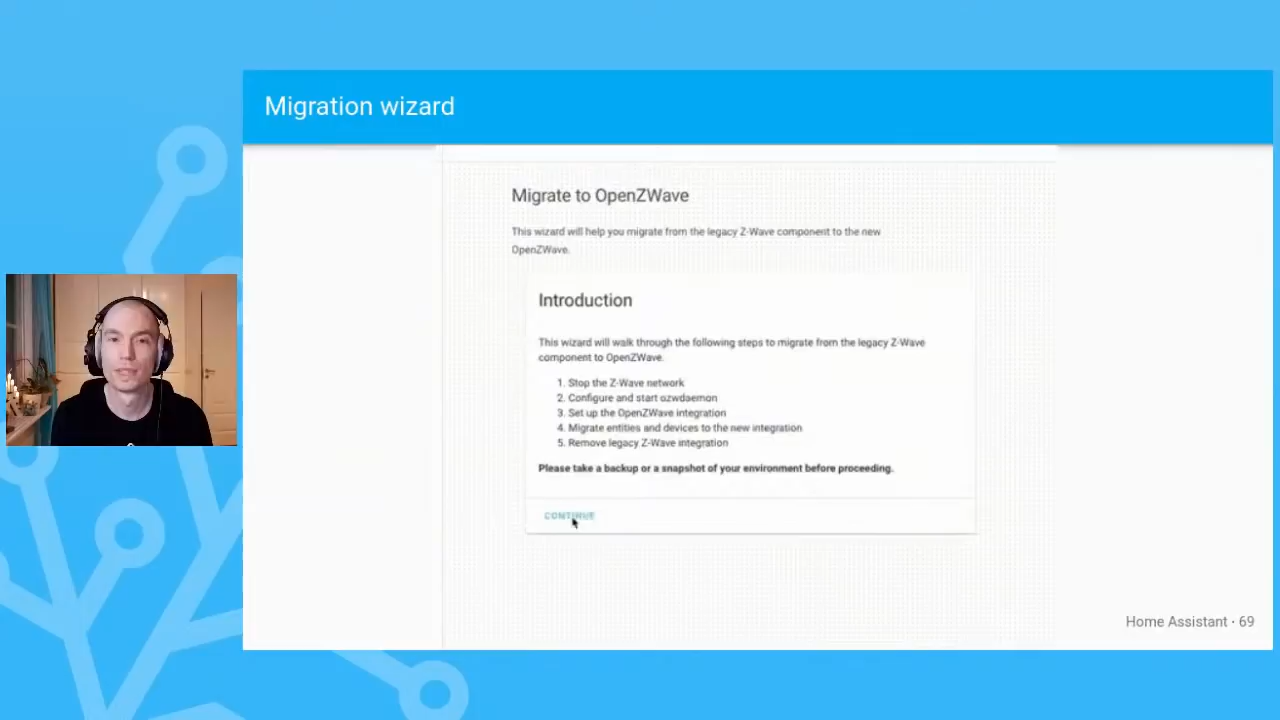 Migration wizard
Migrate to OpenZWave
This wizard will help you migrate from the legacy Z-Wave component to the new
OpenZWave.
Introduction
This wizard will walk through the following steps to migrate from the legacy Z-Wave
component to OpenZWave.
1. Stop the Z-Wave network
2. Configure and start ozwdaemon
3. Set up the OpenZWave integration
4. Migrate entities and devices to the new integration
5. Remove legacy Z-Wave integration
Please take a backup or a snapshot of your environment before proceeding.
CONTINUE
Home Assistant · 69